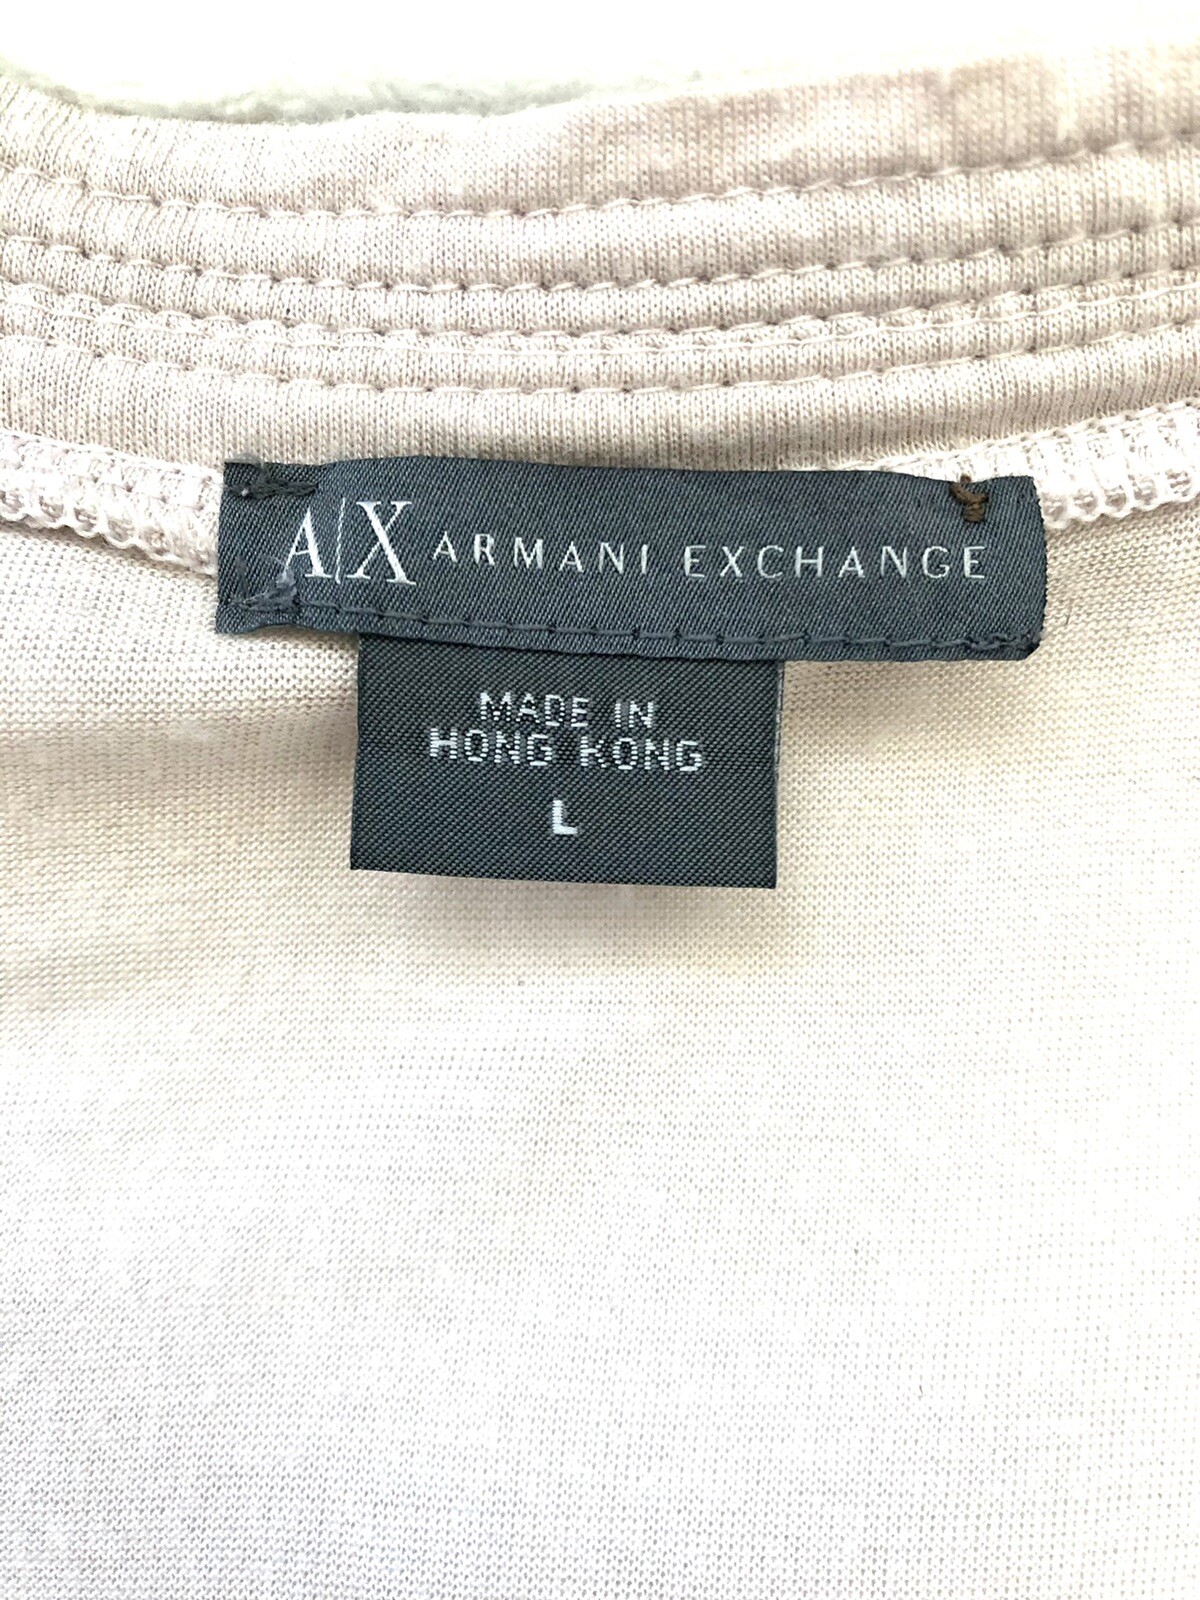 A|X ARMANI EXCHANGE
MADE IN
HONG KONG
L